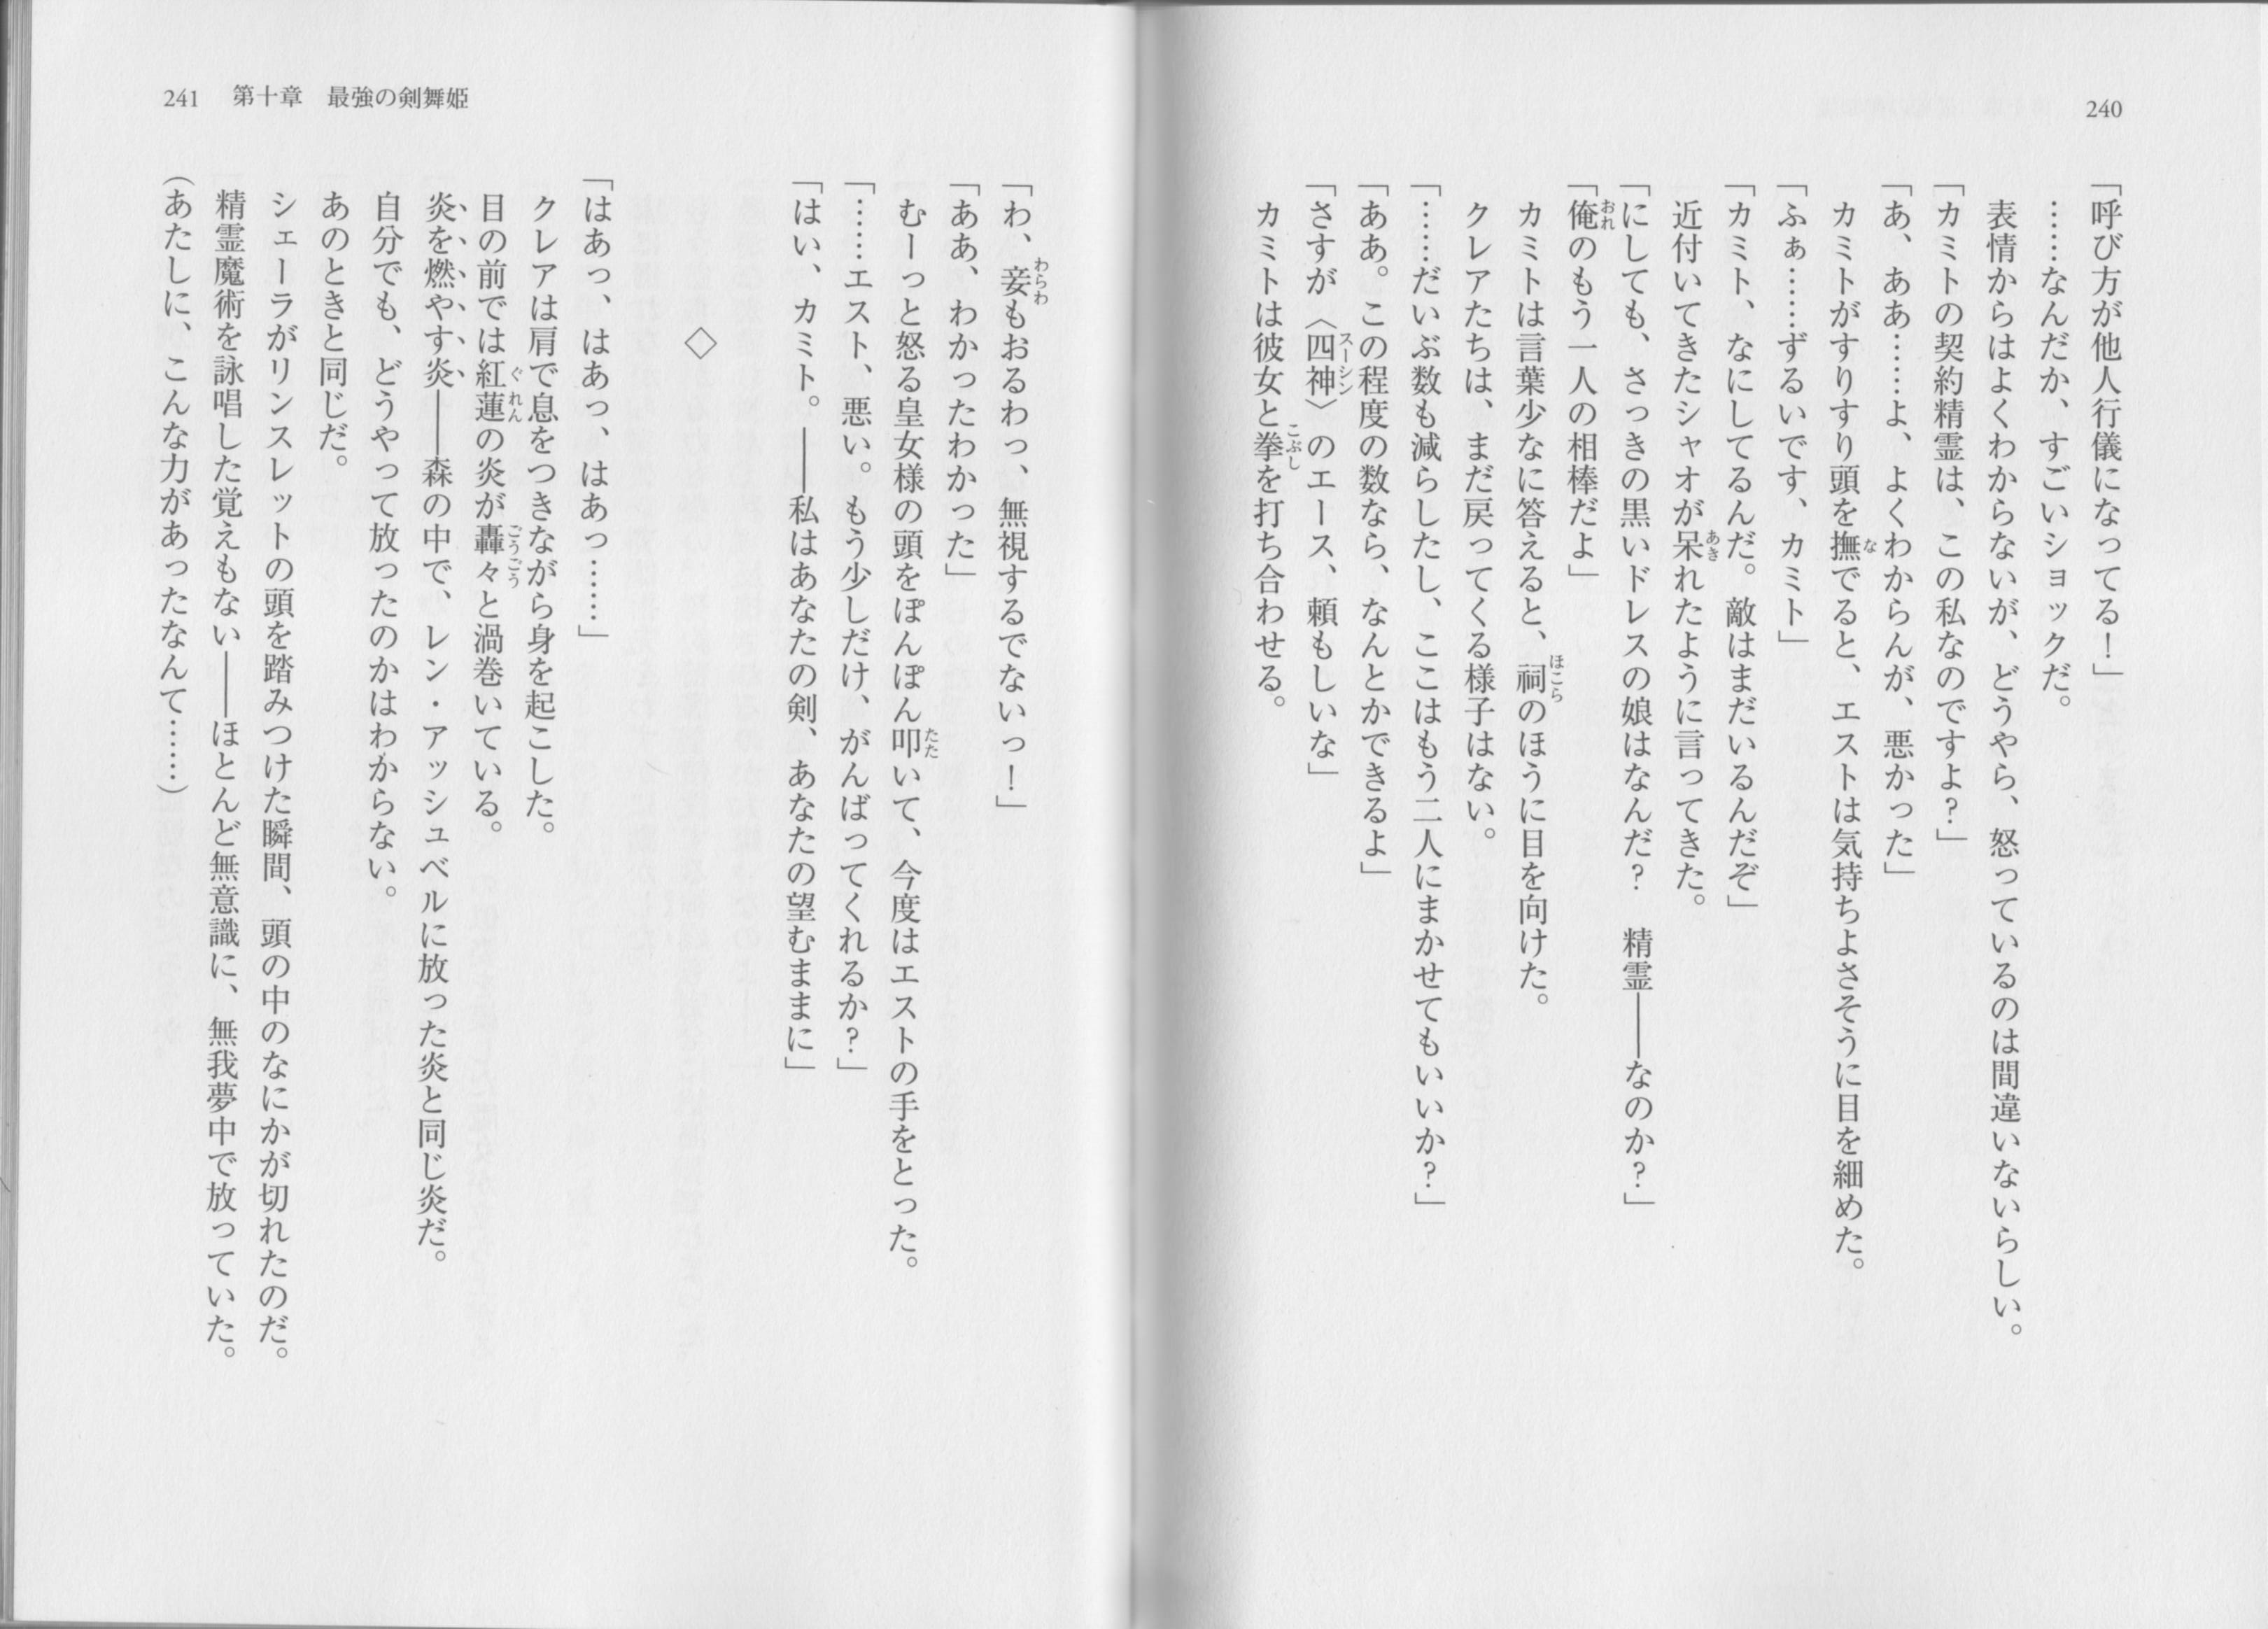 240
「呼び方が他人行儀になってる！」
……なんだか、すごいショックだ。
表情からはよくわからないが、どうやら、怒っているのは間違いないらしい。
「カミトの契約精霊は、この私なのですよ？」
「あ、ああ……よ、よくわからんが、悪かった」
カミトがすりすり頭を撫でると、エストは気持ちよさそうに目を細めた。
「ふぁ……ずるいです、カミト」
「カミト、なにしてるんだ。敵はまだいるんだぞ」
近付いてきたシャオが呆れたように言ってきた。
「にしても、さっきの黒いドレスの娘はなんだ？　精霊――なのか？」
「俺のもう一人の相棒だよ」
カミトは言葉少なに答えると、祠のほうに目を向けた。
クレアたちは、まだ戻ってくる様子はない。
「……だいぶ数も減らしたし、ここはもう二人にまかせてもいいか？」
「ああ。この程度の数なら、なんとかできるよ」
「さすが〈四神〉のエース、頼もしいな」
カミトは彼女と拳を打ち合わせる。
241　第十章　最強の剣舞姫
「わ、妾もおるわっ、無視するでないっ！」
「ああ、わかったわかった」
むーっと怒る皇女様の頭をぽんぽん叩いて、今度はエストの手をとった。
「……エスト、悪い。もう少しだけ、がんばってくれるか？」
「はい、カミト。――私はあなたの剣、あなたの望むままに」
◇
「はあっ、はあっ、はあっ……」
クレアは肩で息をつきながら身を起こした。
目の前では紅蓮の炎が轟々と渦巻いている。
炎を燃やす炎――森の中で、レン・アッシュベルに放った炎と同じ炎だ。
自分でも、どうやって放ったのかはわからない。
あのときと同じだ。
シェーラがリンスレットの頭を踏みつけた瞬間、頭の中のなにかが切れたのだ。
精霊魔術を詠唱した覚えもない――ほとんど無意識に、無我夢中で放っていた。
（あたしに、こんな力があったなんて……）